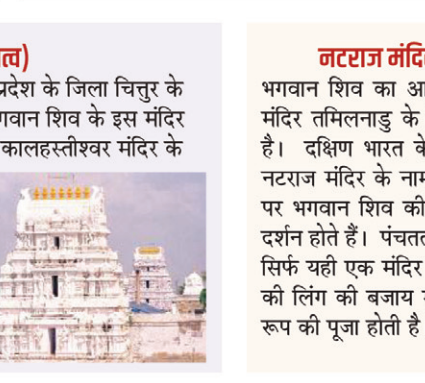 त्व)
प्रदेश के जिला चित्तुर के
गवान शिव के इस मंदिर
कालहस्तीश्वर मंदिर के
नटराज मंदि
भगवान शिव का आ
मंदिर तमिलनाडु के
है। दक्षिण भारत के
नटराज मंदिर के नाम
पर भगवान शिव की
दर्शन होते हैं। पंचतत
सिर्फ यही एक मंदिर
की लिंग की बजाय
रूप की पूजा होती है